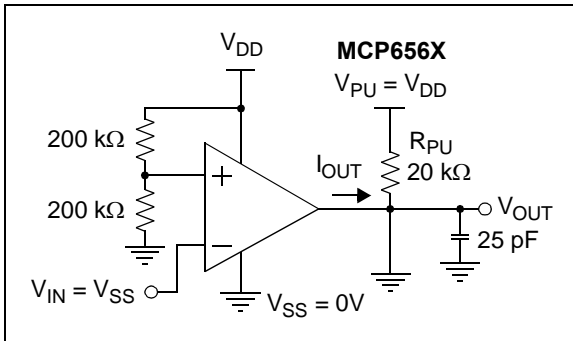 V_DD
MCP656X
V_PU = V_DD
200 kΩ
R_PU
20 kΩ
I_OUT
+
200 kΩ
V_OUT
−
25 pF
V_IN = V_SS
V_SS = 0V